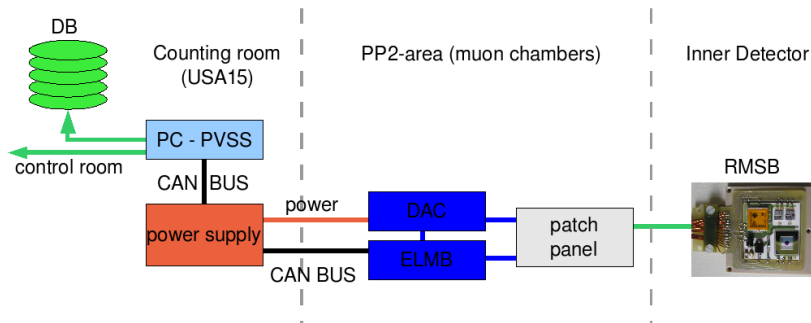 DB
Counting room
(USA15)
PP2-area (muon chambers)
Inner Detector
PC - PVSS
control room
CAN BUS
RMSB
power
power supply
DAC
patch
panel
ELMB
CAN BUS